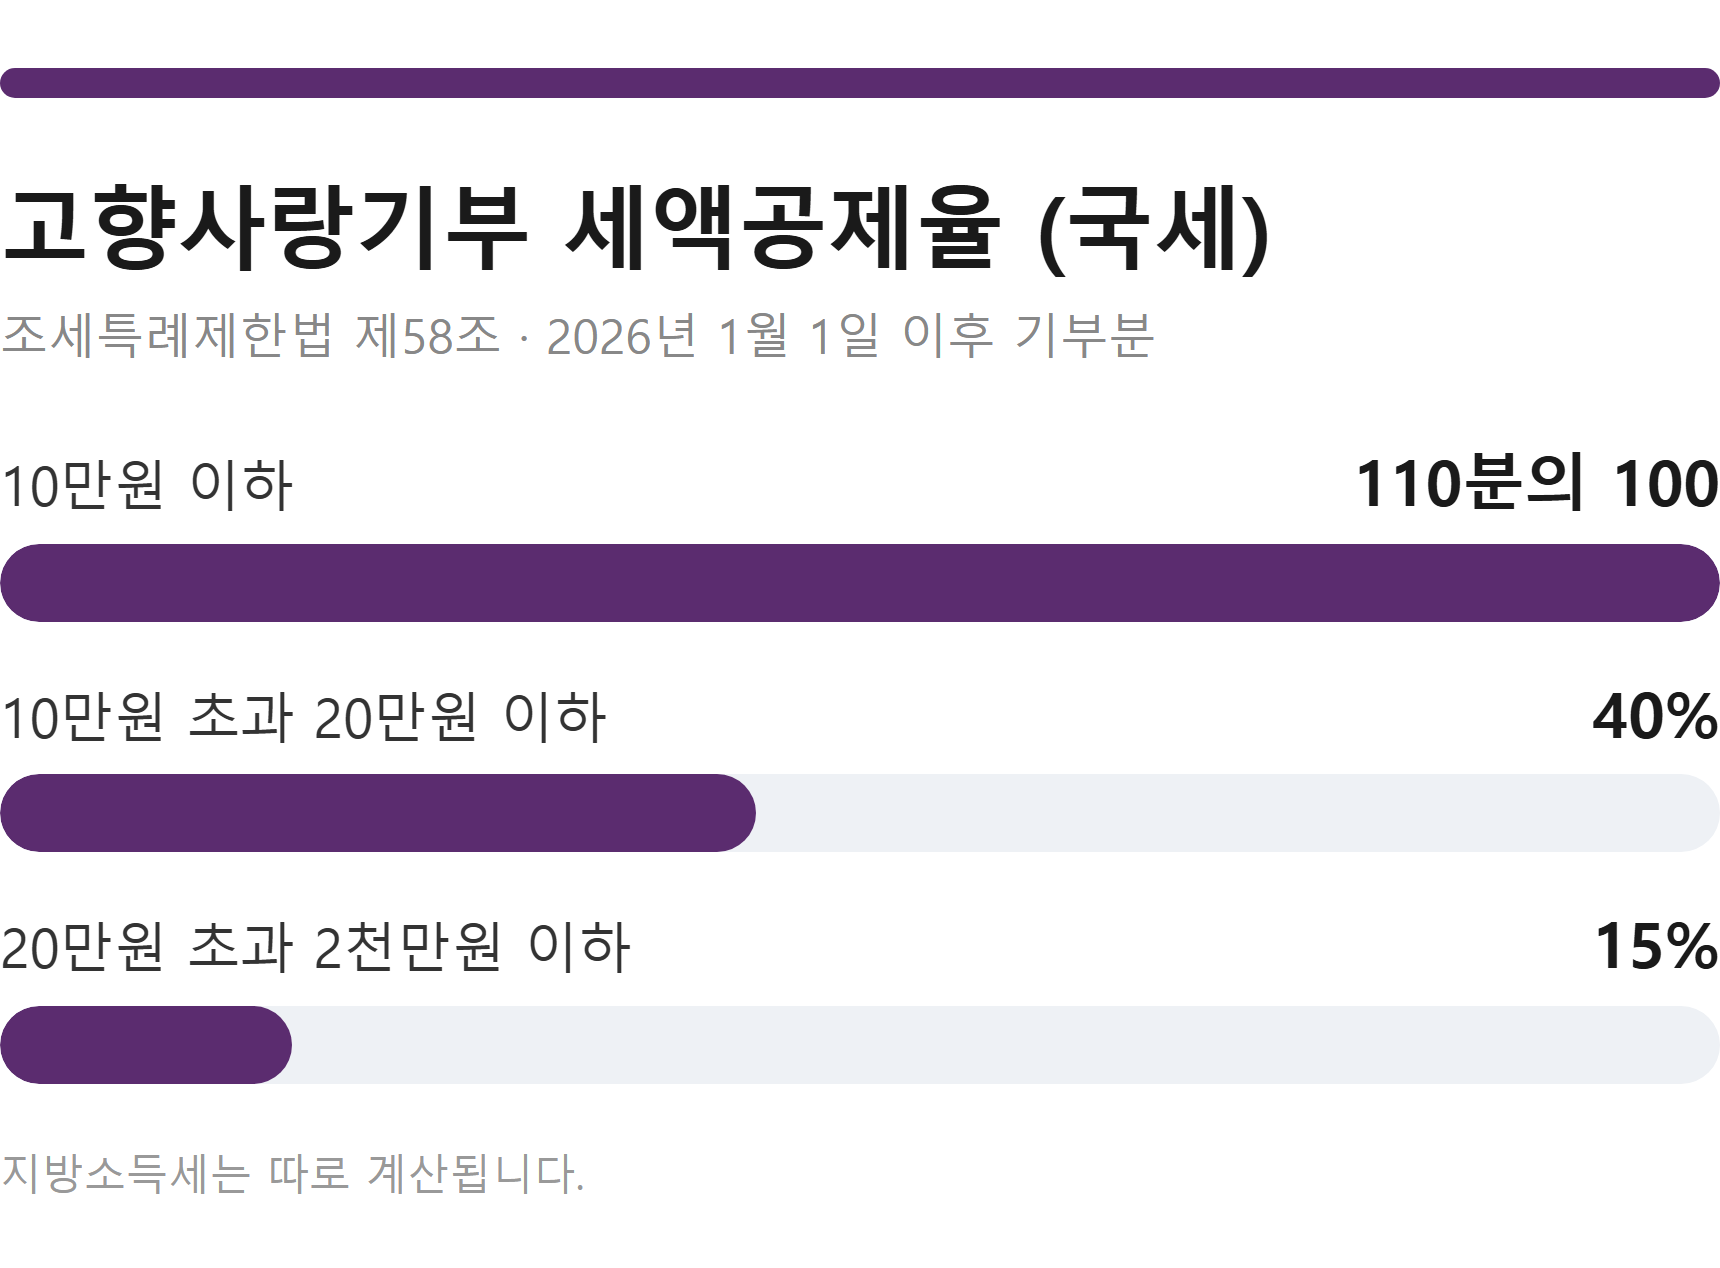 고향사랑기부 세액공제율 (국세)
조세특례제한법 제58조 · 2026년 1월 1일 이후 기부분
10만원 이하 110분의 100
10만원 초과 20만원 이하 40%
20만원 초과 2천만원 이하 15%
지방소득세는 따로 계산됩니다.